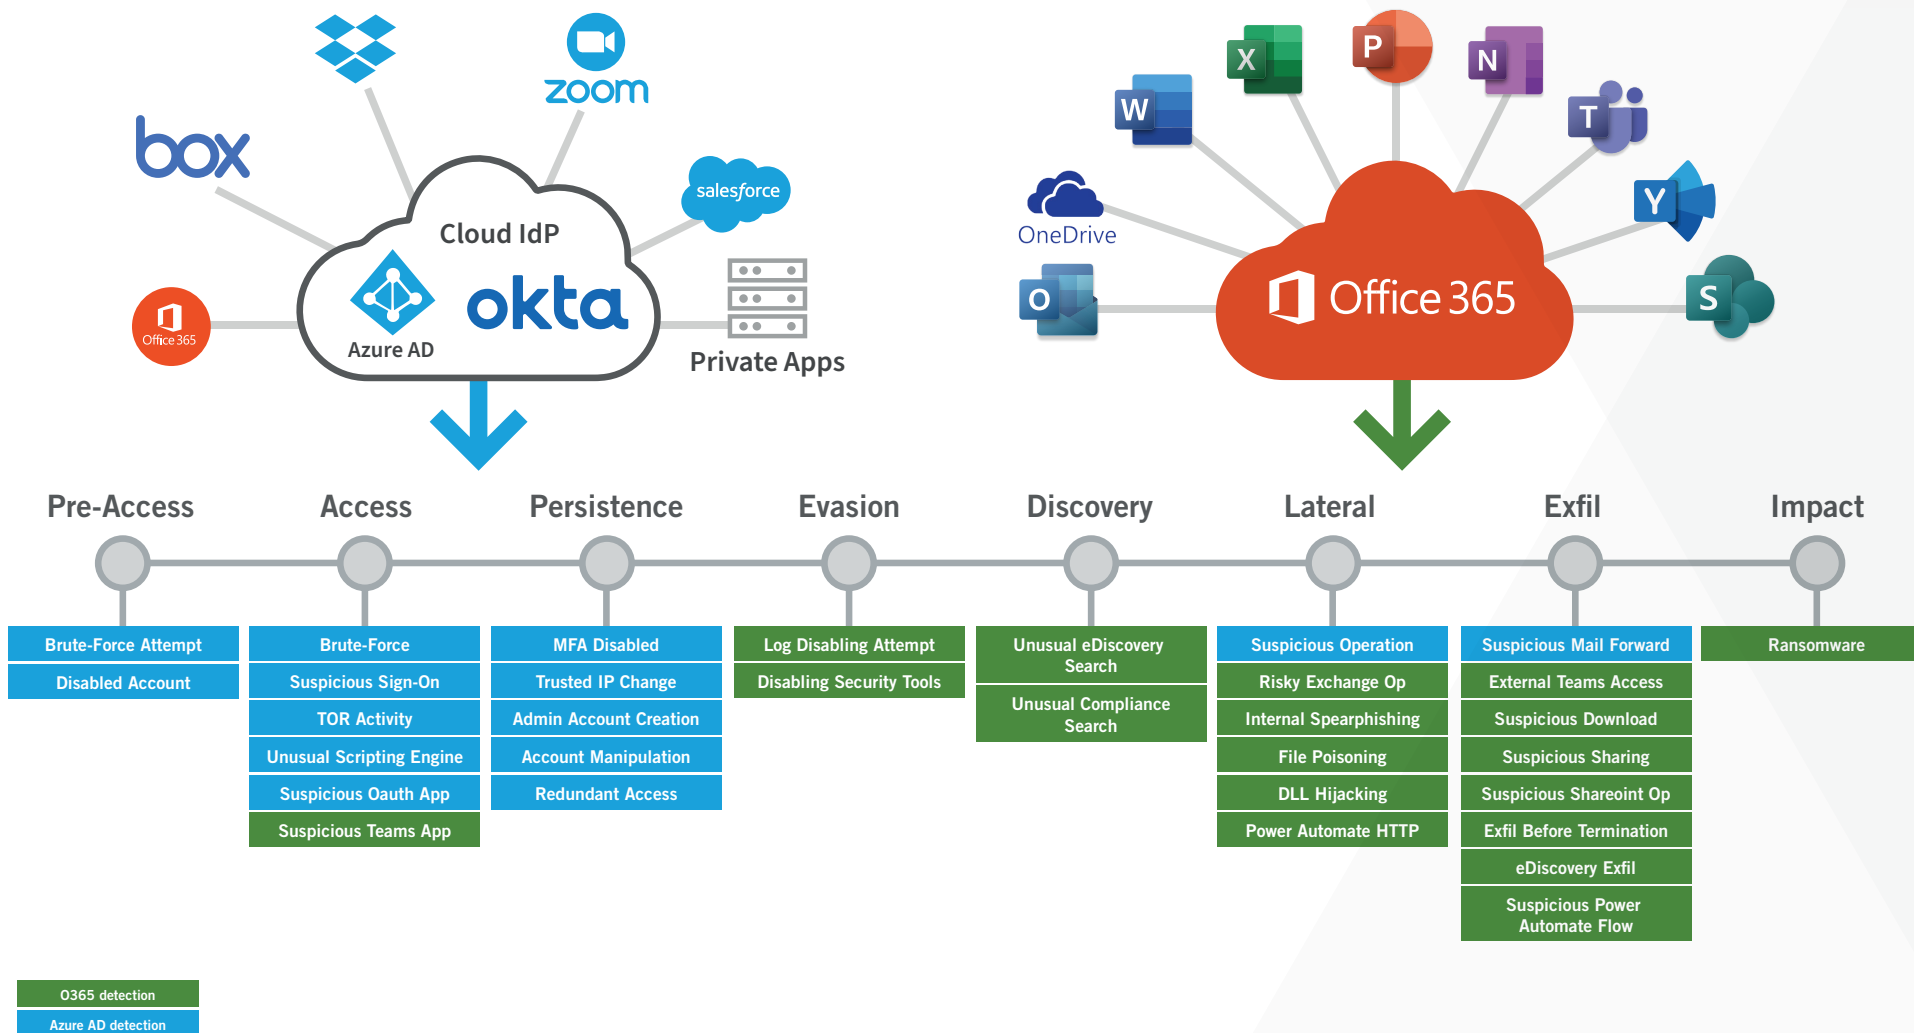 zoom
box
salesforce
Cloud IdP
okta
Azure AD
Office 365
Private Apps
X
P
N
W
T
Y
OneDrive
O
Office 365
S
Pre-Access
Access
Persistence
Evasion
Discovery
Lateral
Exfil
Impact
Brute-Force Attempt
Disabled Account
Brute-Force
Suspicious Sign-On
TOR Activity
Unusual Scripting Engine
Suspicious Oauth App
Suspicious Teams App
MFA Disabled
Trusted IP Change
Admin Account Creation
Account Manipulation
Redundant Access
Log Disabling Attempt
Disabling Security Tools
Unusual eDiscovery
Search
Unusual Compliance
Search
Suspicious Operation
Risky Exchange Op
Internal Spearphishing
File Poisoning
DLL Hijacking
Power Automate HTTP
Suspicious Mail Forward
External Teams Access
Suspicious Download
Suspicious Sharing
Suspicious Shareoint Op
Exfil Before Termination
eDiscovery Exfil
Suspicious Power
Automate Flow
Ransomware
O365 detection
Azure AD detection